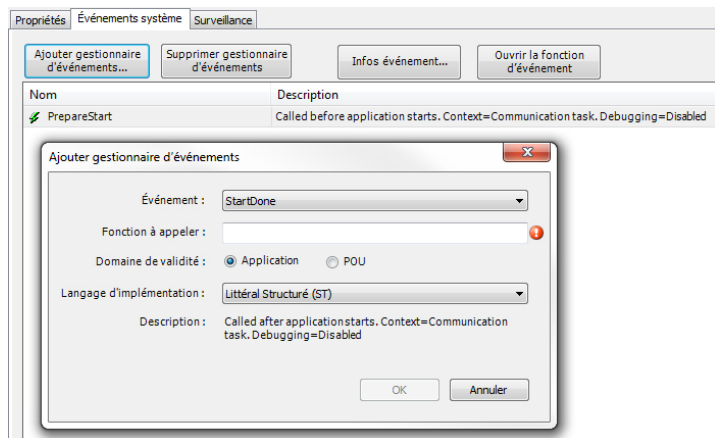 Propriétés Événements système Surveillance
Ajouter gestionnaire d'événements...
Supprimer gestionnaire d'événements
Infos événement...
Ouvrir la fonction d'événement
Nom Description
PrepareStart Called before application starts. Context=Communication task. Debugging=Disabled
Ajouter gestionnaire d'événements
Événement : StartDone
Fonction à appeler :
Domaine de validité : Application POU
Langage d'implémentation : Littéral Structuré (ST)
Description : Called after application starts. Context=Communication
task. Debugging=Disabled
OK Annuler